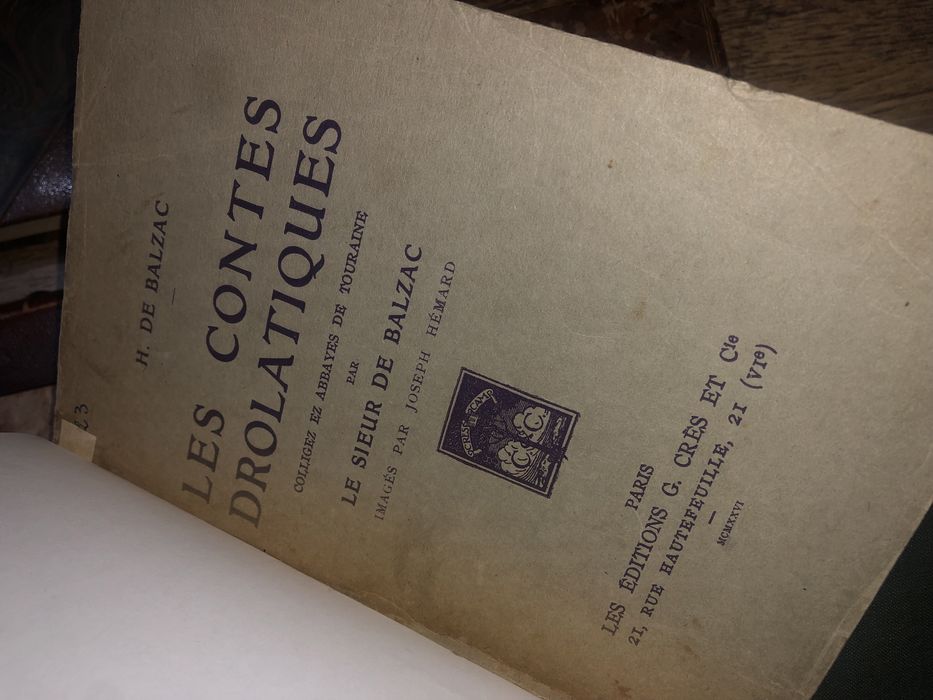 H. DE BALZAC
LES CONTES
DROLATIQUES
COLLIGEZ EZ ABBAYES DE TOURAINE
PAR
LE SIEUR DE BALZAC
IMAGÉS PAR JOSEPH HÉMARD
G. C.
PARIS
LES ÉDITIONS G. CRÈS ET Cie
21, RUE HAUTEFEUILLE, 21 (VIe)
MCMXXVI
23